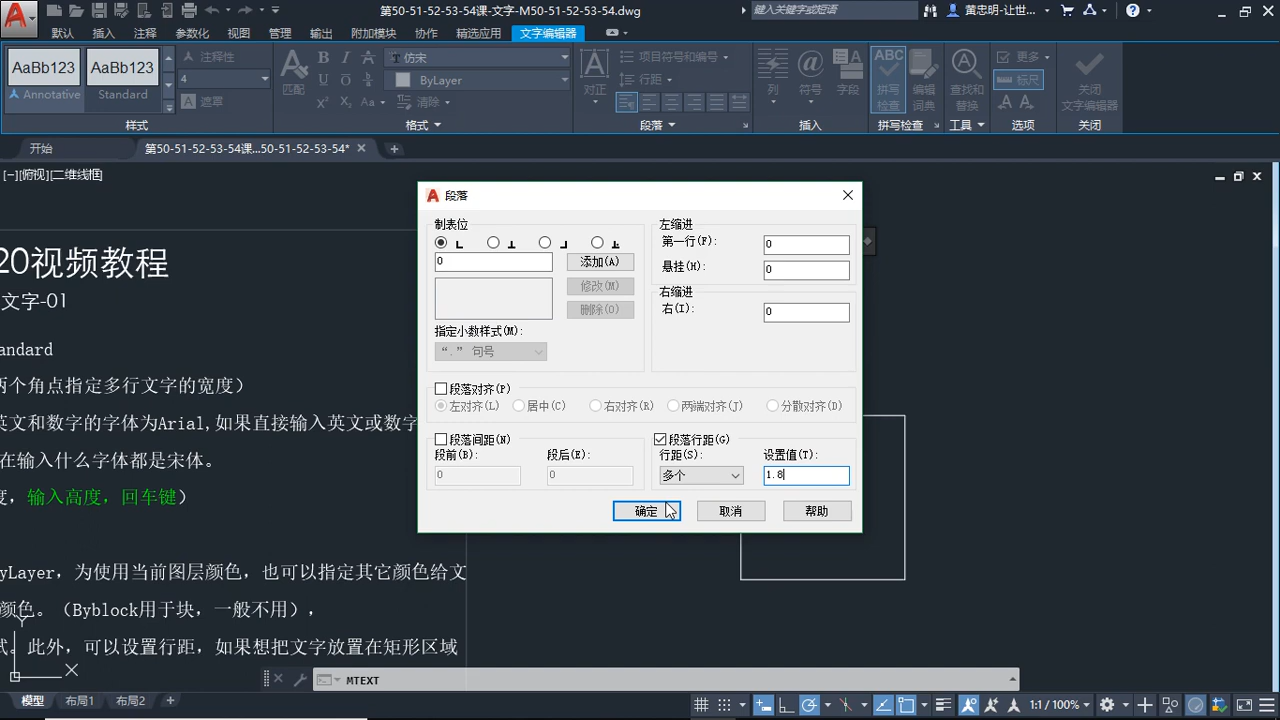 第50-51-52-53-54课-文字-M50-51-52-53-54.dwg
键入关键字或短语
黄志明-让世...
默认 插入 注释 参数化 视图 管理 输出 附加模块 协作 精选应用 文字编辑器
AaBb123 AaBb123
Annotative Standard
注释性
4
遮罩
样式
匹配
仿宋
ByLayer
清除
格式
对正
项目符号和编号
行距
段落
列 符号 字段
插入
ABC
拼写检查
编辑词典
拼写检查
查找和替换
工具
更多
标尺
选项
关闭文字编辑器
关闭
开始
第50-51-52-53-54课...50-51-52-53-54*
[−][俯视][二维线框]
20视频教程
文字-01
andard
两个角点指定多行文字的宽度）
英文和数字的字体为Arial,如果直接输入英文或数字
在输入什么字体都是宋体。
度，输入高度，回车键）
yLayer，为使用当前图层颜色，也可以指定其它颜色给文
颜色。（Byblock用于块，一般不用），
式。此外，可以设置行距，如果想把文字放置在矩形区域
Y
X
段落
制表位
0
添加(A)
修改(M)
删除(O)
指定小数样式(M):
“.” 句号
左缩进
第一行(F):
0
悬挂(H):
0
右缩进
右(I):
0
段落对齐(P)
左对齐(L) 居中(C) 右对齐(R) 两端对齐(J) 分散对齐(D)
段落间距(N)
段前(B): 段后(E):
0 0
段落行距(G)
行距(S): 设置值(T):
多个 1.8
确定 取消 帮助
MTEXT
模型 布局1 布局2
1:1 / 100%